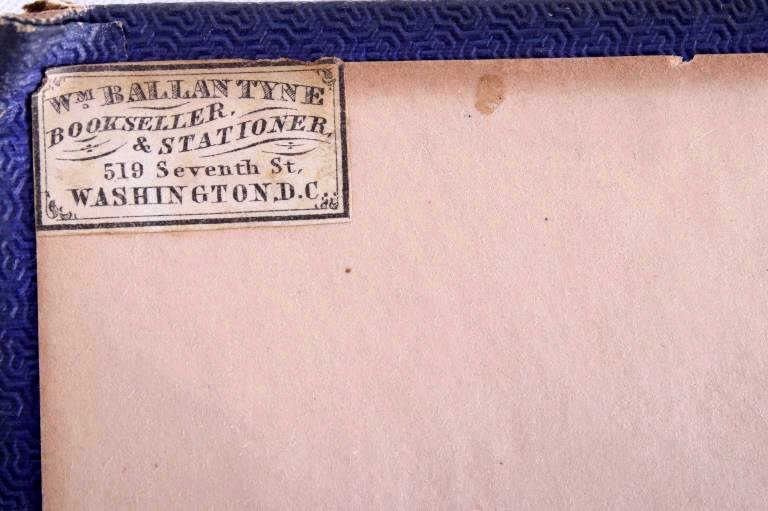 Wᴹ BALLANTYNE
BOOKSELLER,
& STATIONER,
519 Seventh St,
WASHINGTON, D.C.